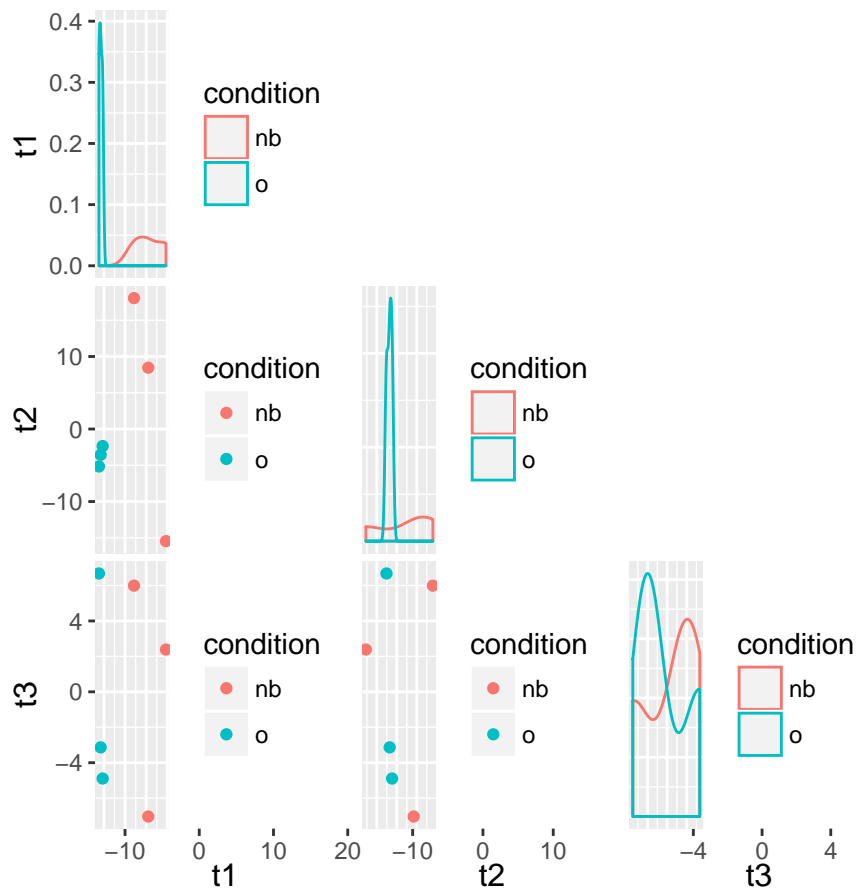 0.4
0.3
0.2
0.1
0.0
t1
condition
nb
o
10
0
−10
t2
condition
nb
o
condition
nb
o
4
0
−4
t3
condition
nb
o
condition
nb
o
condition
nb
o
−10 0 10 20 −10 0 10 −4 0 4
t1 t2 t3